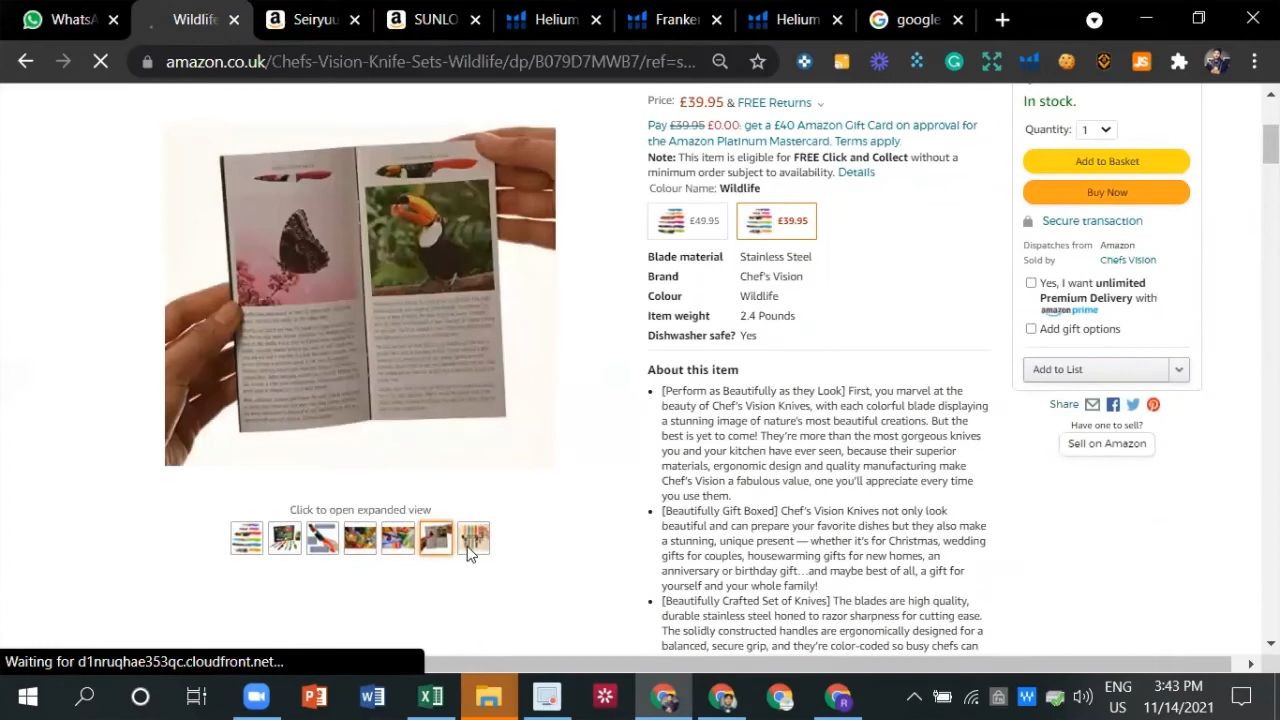 WhatsA
Wildlife
Seiryuu
SUNLO
Helium
Franker
Helium
google
amazon.co.uk/Chefs-Vision-Knife-Sets-Wildlife/dp/B079D7MWB7/ref=s...
Price: £39.95 & FREE Returns
Pay £39.95 £0.00: get a £40 Amazon Gift Card on approval for
the Amazon Platinum Mastercard. Terms apply.
Note: This item is eligible for FREE Click and Collect without a
minimum order subject to availability. Details
Colour Name: Wildlife
£49.95
£39.95
Blade material Stainless Steel
Brand Chef's Vision
Colour Wildlife
Item weight 2.4 Pounds
Dishwasher safe? Yes
About this item
[Perform as Beautifully as they Look] First, you marvel at the
beauty of Chef's Vision Knives, with each colorful blade displaying
a stunning image of nature's most beautiful creations. But the
best is yet to come! They're more than the most gorgeous knives
you and your kitchen have ever seen, because their superior
materials, ergonomic design and quality manufacturing make
Chef's Vision a fabulous value, one you'll appreciate every time
you use them.
[Beautifully Gift Boxed] Chef's Vision Knives not only look
beautiful and can prepare your favorite dishes but they also make
a stunning, unique present — whether it's for Christmas, wedding
gifts for couples, housewarming gifts for new homes, an
anniversary or birthday gift...and maybe best of all, a gift for
yourself and your whole family!
[Beautifully Crafted Set of Knives] The blades are high quality,
durable stainless steel honed to razor sharpness for cutting ease.
The solidly constructed handles are ergonomically designed for a
balanced, secure grip, and they're color-coded so busy chefs can
In stock.
Quantity: 1
Add to Basket
Buy Now
Secure transaction
Dispatches from Amazon
Sold by Chefs Vision
Yes, I want unlimited
Premium Delivery with
amazon prime
Add gift options
Add to List
Share
Have one to sell?
Sell on Amazon
Click to open expanded view
Waiting for d1nruqhae353qc.cloudfront.net...
ENG
US
3:43 PM
11/14/2021